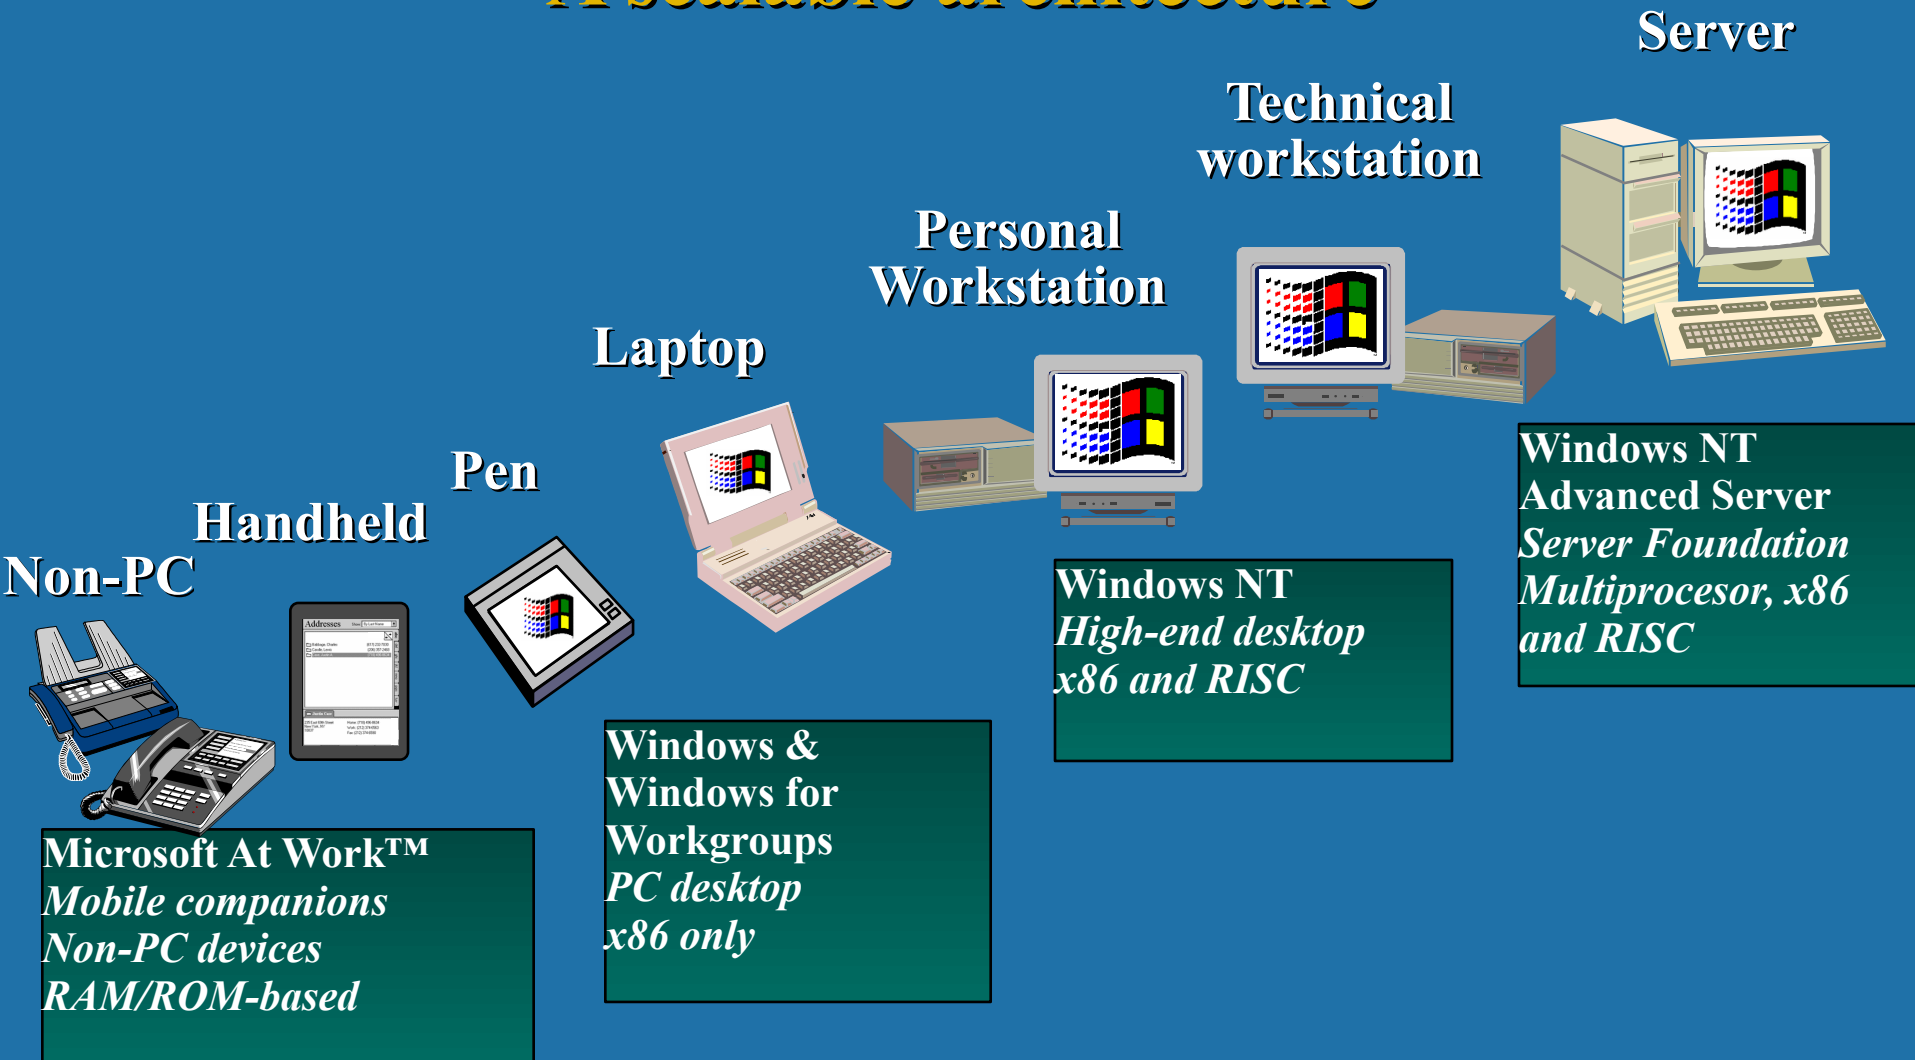 A scalable architecture
Server
Technical
workstation
Personal
Workstation
Laptop
Pen
Handheld
Non-PC
Addresses
Microsoft At Work™
Mobile companions
Non-PC devices
RAM/ROM-based
Windows &
Windows for
Workgroups
PC desktop
x86 only
Windows NT
High-end desktop
x86 and RISC
Windows NT
Advanced Server
Server Foundation
Multiprocesor, x86
and RISC